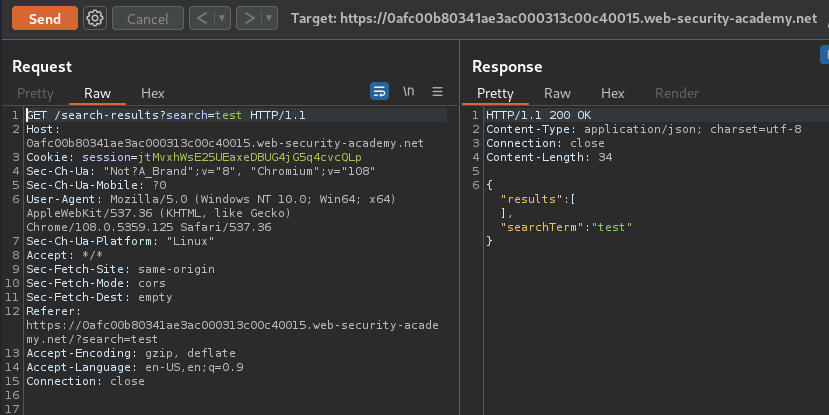 Send Cancel < > Target: https://0afc00b80341ae3ac000313c00c40015.web-security-academy.net
Request
Pretty Raw Hex \n
1 GET /search-results?search=test HTTP/1.1
2 Host:
0afc00b80341ae3ac000313c00c40015.web-security-academy.net
3 Cookie: session=jtMvxhWsE25UEaxeDBUG4jG5q4cvcQLp
4 Sec-Ch-Ua: "Not?A_Brand";v="8", "Chromium";v="108"
5 Sec-Ch-Ua-Mobile: ?0
6 User-Agent: Mozilla/5.0 (Windows NT 10.0; Win64; x64)
AppleWebKit/537.36 (KHTML, like Gecko)
Chrome/108.0.5359.125 Safari/537.36
7 Sec-Ch-Ua-Platform: "Linux"
8 Accept: */*
9 Sec-Fetch-Site: same-origin
10 Sec-Fetch-Mode: cors
11 Sec-Fetch-Dest: empty
12 Referer:
https://0afc00b80341ae3ac000313c00c40015.web-security-acade
my.net/?search=test
13 Accept-Encoding: gzip, deflate
14 Accept-Language: en-US,en;q=0.9
15 Connection: close
16
17
Response
Pretty Raw Hex Render
1 HTTP/1.1 200 OK
2 Content-Type: application/json; charset=utf-8
3 Connection: close
4 Content-Length: 34
5
6 {
"results":[
],
"searchTerm":"test"
}